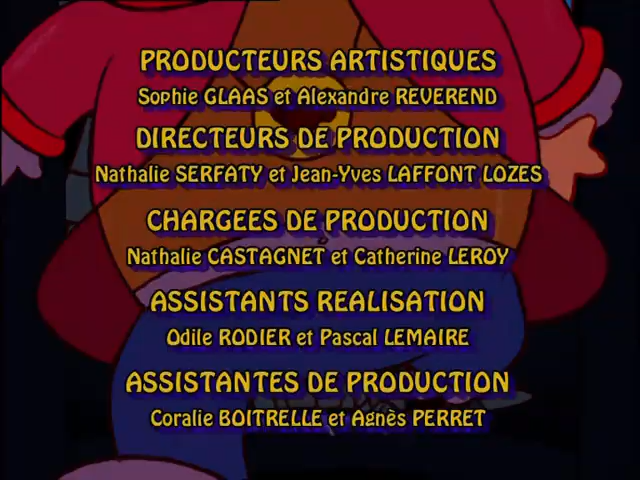 PRODUCTEURS ARTISTIQUES
Sophie GLAAS et Alexandre REVEREND
DIRECTEURS DE PRODUCTION
Nathalie SERFATY et Jean-Yves LAFFONT LOZES
CHARGEES DE PRODUCTION
Nathalie CASTAGNET et Catherine LEROY
ASSISTANTS REALISATION
Odile RODIER et Pascal LEMAIRE
ASSISTANTES DE PRODUCTION
Coralie BOITRELLE et Agnès PERRET